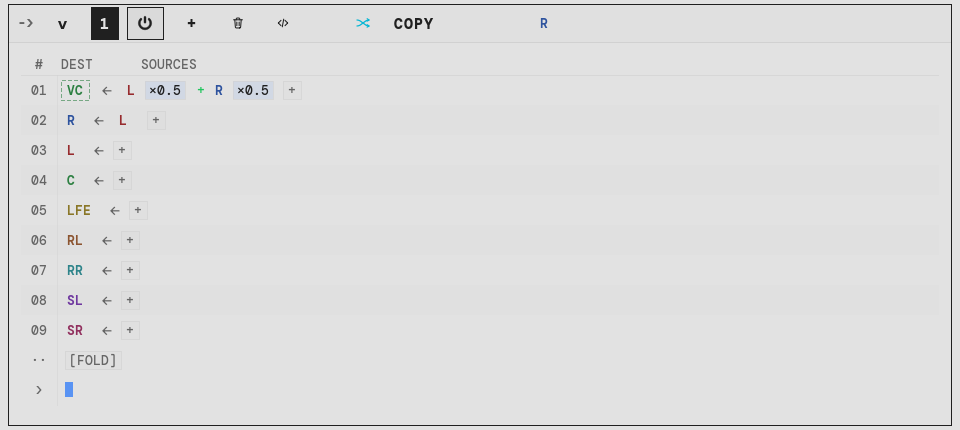 -> v 1 + </> COPY R
# DEST SOURCES
01 VC ← L ×0.5 + R ×0.5 +
02 R ← L +
03 L ← +
04 C ← +
05 LFE ← +
06 RL ← +
07 RR ← +
08 SL ← +
09 SR ← +
·· [FOLD]
›